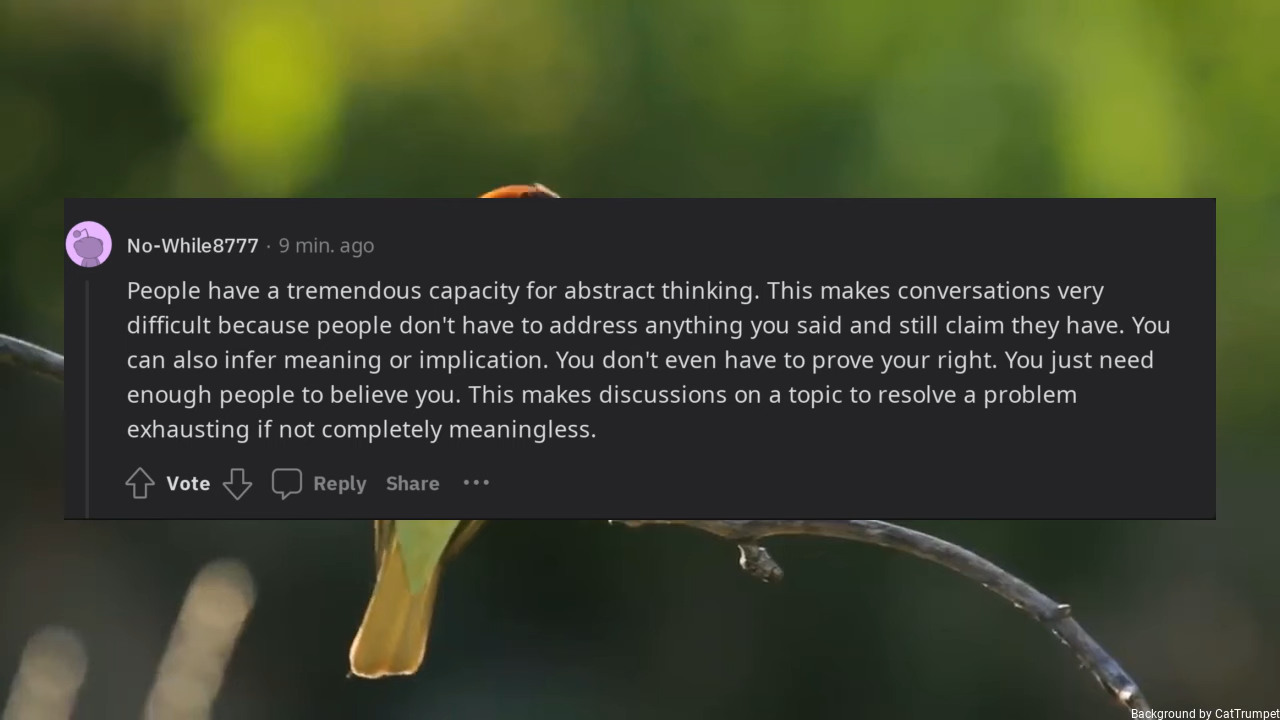 No-While8777 · 9 min. ago
People have a tremendous capacity for abstract thinking. This makes conversations very
difficult because people don't have to address anything you said and still claim they have. You
can also infer meaning or implication. You don't even have to prove your right. You just need
enough people to believe you. This makes discussions on a topic to resolve a problem
exhausting if not completely meaningless.
Vote Reply Share ···
Background by CatTrumpet